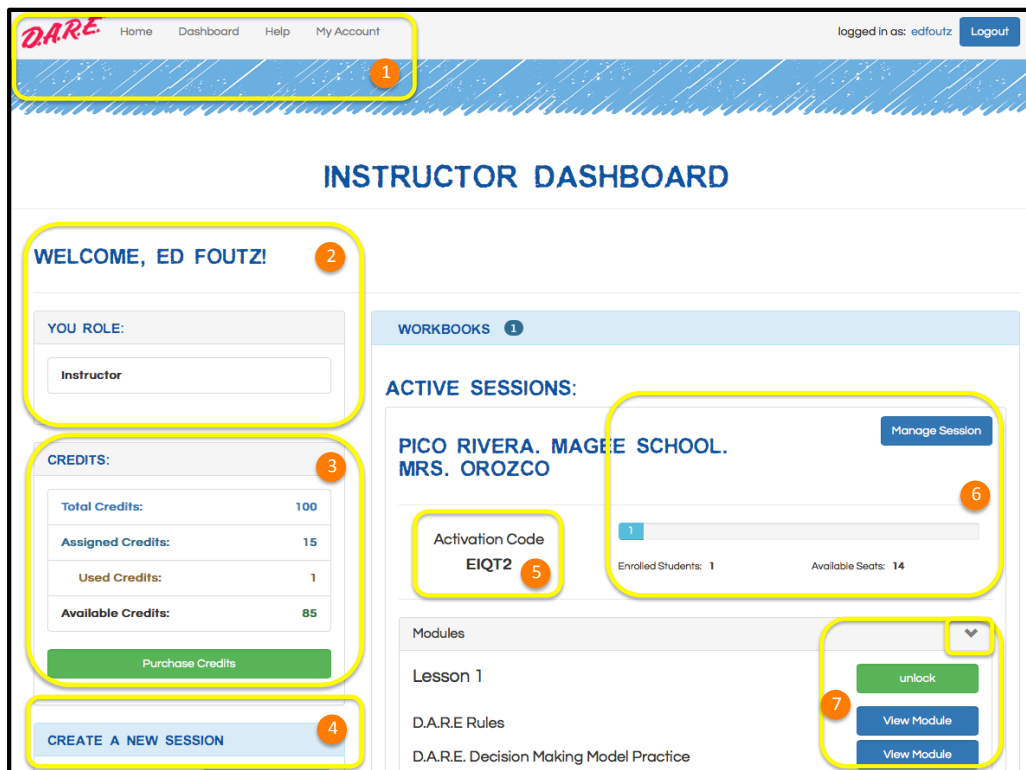 D.A.R.E. Home Dashboard Help My Account logged in as: edfoutz Logout
1
INSTRUCTOR DASHBOARD
WELCOME, ED FOUTZ! 2
YOU ROLE:
Instructor
CREDITS: 3
Total Credits: 100
Assigned Credits: 15
Used Credits: 1
Available Credits: 85
Purchase Credits
CREATE A NEW SESSION 4
WORKBOOKS 1
ACTIVE SESSIONS:
Manage Session
PICO RIVERA. MAGEE SCHOOL.
MRS. OROZCO
6
Activation Code
EIQT2 5
1
Enrolled Students: 1 Available Seats: 14
Modules
Lesson 1 unlock
7
D.A.R.E Rules View Module
D.A.R.E. Decision Making Model Practice View Module